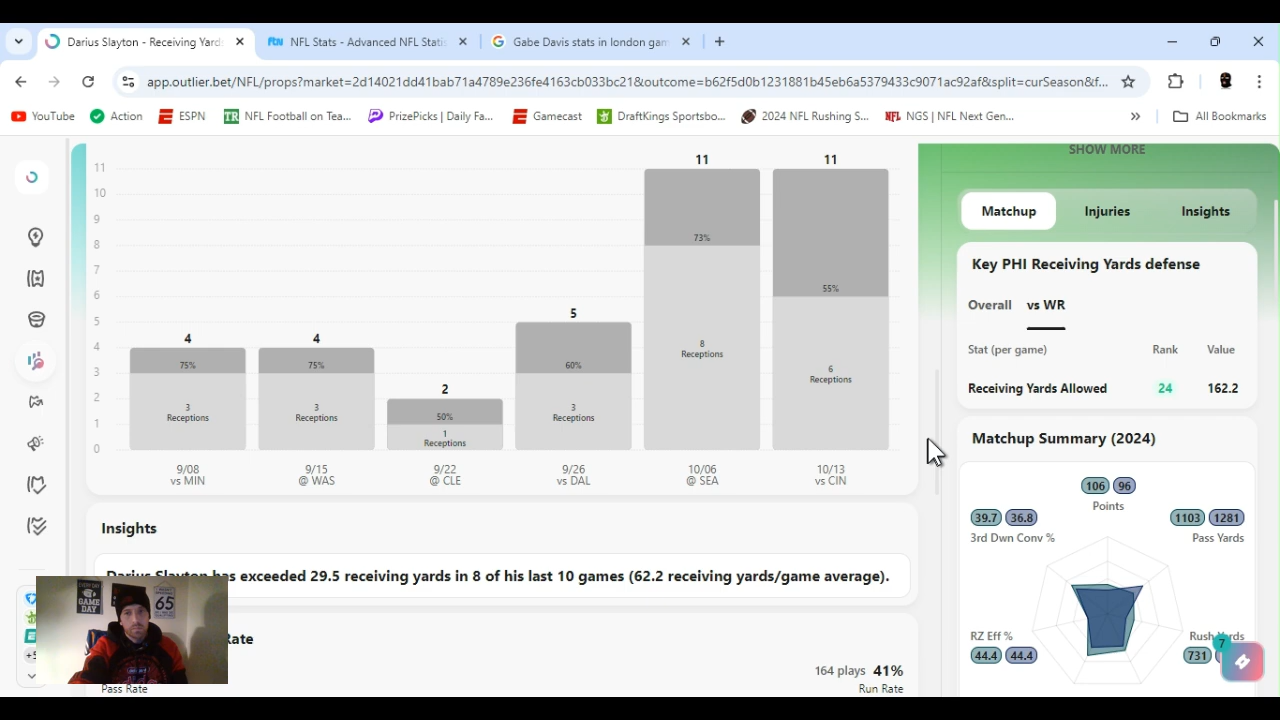 Darius Slayton - Receiving Yard
NFL Stats - Advanced NFL Statis
Gabe Davis stats in london gam
app.outlier.bet/NFL/props?market=2d14021dd41bab71a4789e236fe4163cb033bc21&outcome=b62f5d0b1231881b45eb6a5379433c9071ac92af&split=curSeason&f...
YouTube
Action
ESPN
TR NFL Football on Tea...
PrizePicks | Daily Fa...
Gamecast
DraftKings Sportsbo...
2024 NFL Rushing S...
NFL NGS | NFL Next Gen...
All Bookmarks
11
10
9
8
7
6
5
4
3
2
1
0
4
75%
3
Receptions
9/08
vs MIN
4
75%
3
Receptions
9/15
@ WAS
2
50%
1
Receptions
9/22
@ CLE
5
60%
3
Receptions
9/26
vs DAL
11
73%
8
Receptions
10/06
@ SEA
11
55%
6
Receptions
10/13
vs CIN
Insights
Darius Slayton has exceeded 29.5 receiving yards in 8 of his last 10 games (62.2 receiving yards/game average).
Rate
164 plays 41%
Pass Rate
Run Rate
SHOW MORE
Matchup
Injuries
Insights
Key PHI Receiving Yards defense
Overall vs WR
Stat (per game) Rank Value
Receiving Yards Allowed 24 162.2
Matchup Summary (2024)
106 96
Points
39.7 36.8
3rd Dwn Conv %
1103 1281
Pass Yards
RZ Eff %
44.4 44.4
Rush Yards
731
7
GAME
DAY
65